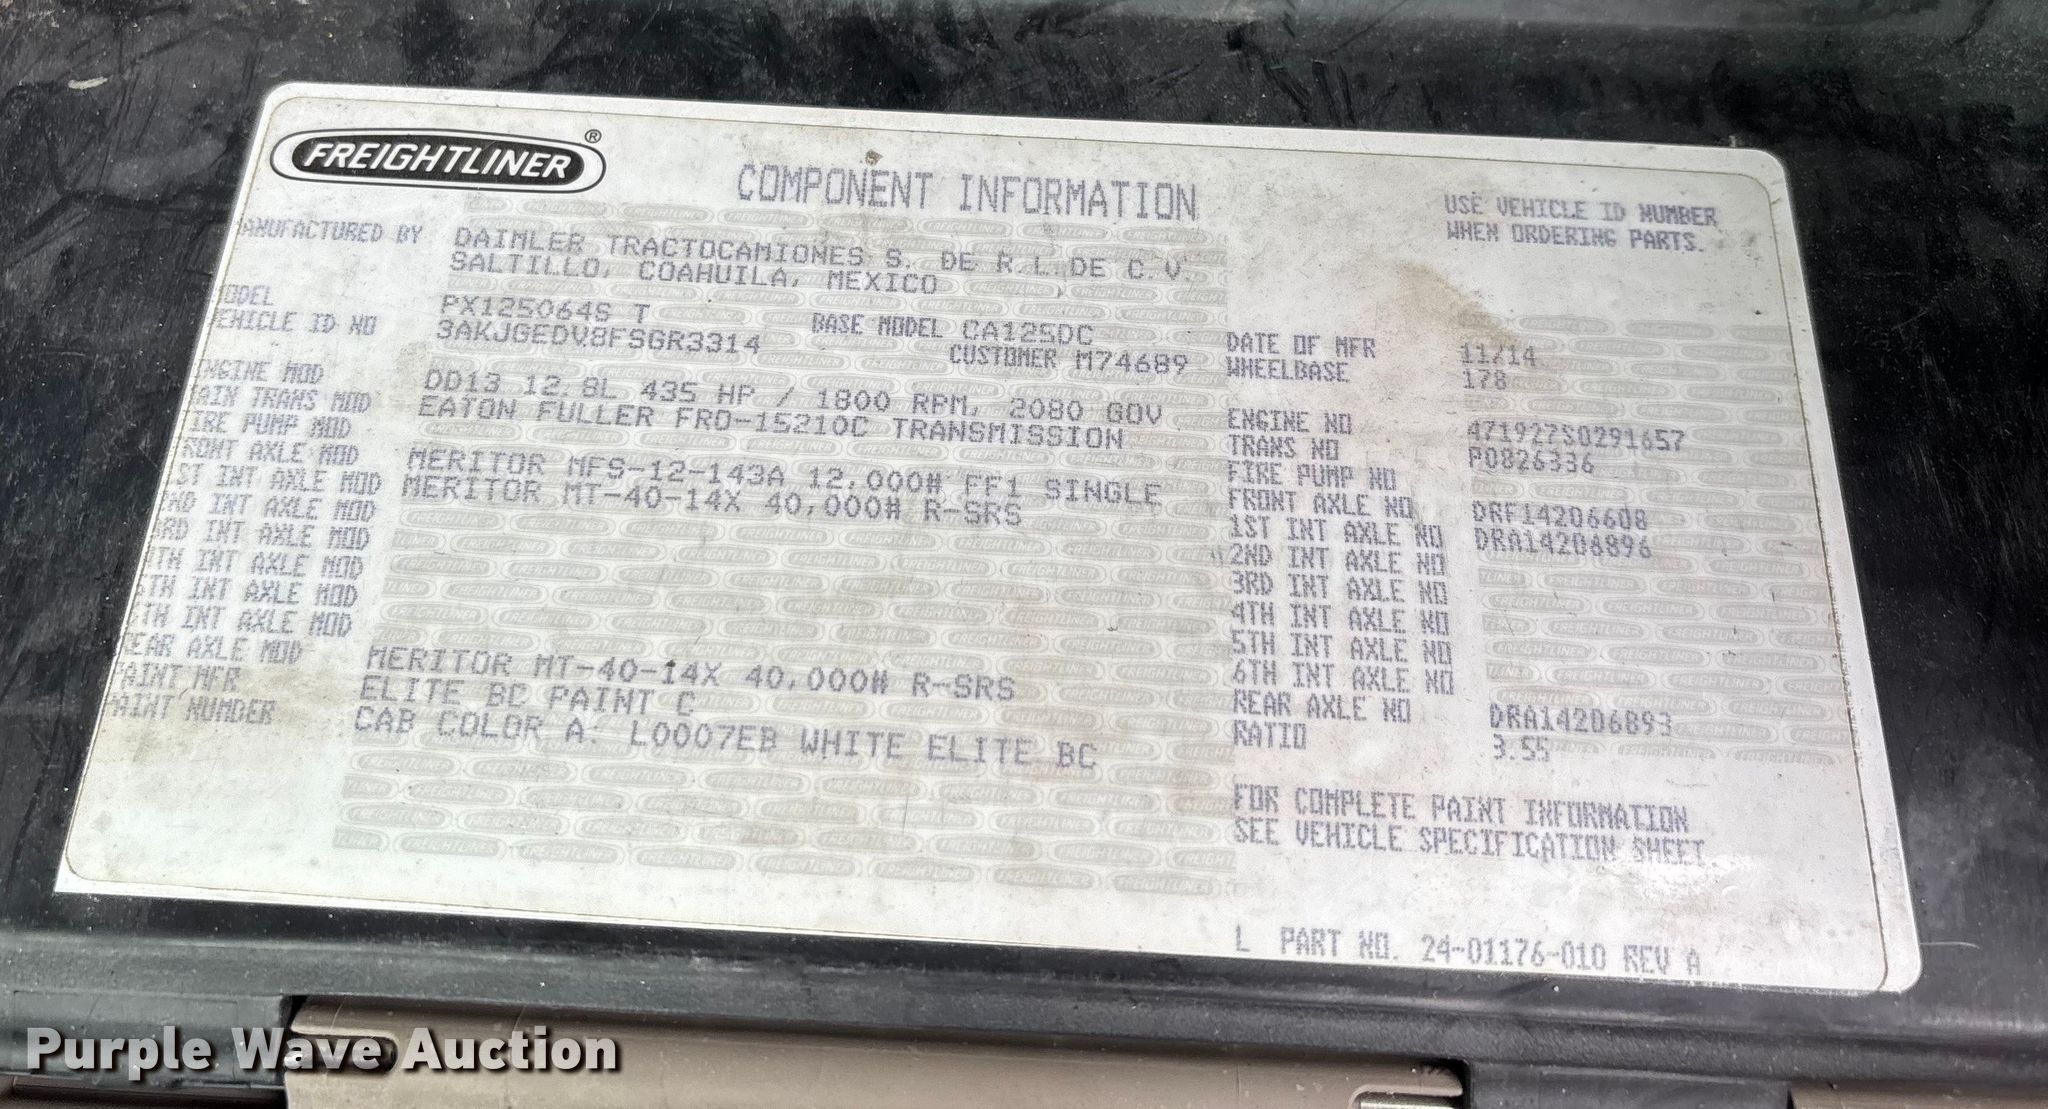 FREIGHTLINER®
COMPONENT INFORMATION
USE VEHICLE ID NUMBER
WHEN ORDERING PARTS.
ANUFACTURED BY DAIMLER TRACTOCAMIONES S. DE R.L.DE C.V.
SALTILLO, COAHUILA, MEXICO
MODEL PX125064S T BASE MODEL CA125DC
EHICLE ID NO 3AKJGEDV8FSGR3314 CUSTOMER M74689
DATE OF MFR 11/14
WHEELBASE 178
NGINE MOD DD13 12.8L 435 HP / 1800 RPM, 2080 GOV
AIN TRANS MOD EATON FULLER FRO-15210C TRANSMISSION
IRE PUMP MOD
RONT AXLE MOD MERITOR MFS-12-143A 12,000# FF1 SINGLE
ST INT AXLE MOD MERITOR MT-40-14X 40,000# R-SRS
ND INT AXLE MOD
RD INT AXLE MOD
TH INT AXLE MOD
TH INT AXLE MOD
TH INT AXLE MOD
REAR AXLE MOD MERITOR MT-40-14X 40,000# R-SRS
PAINT MFR ELITE BC PAINT C
PAINT NUMBER CAB COLOR A: L0007EB WHITE ELITE BC
ENGINE NO 471927S0291657
TRANS NO P0826336
FIRE PUMP NO
FRONT AXLE NO DRF14206608
1ST INT AXLE NO DRA14206896
2ND INT AXLE NO
3RD INT AXLE NO
4TH INT AXLE NO
5TH INT AXLE NO
6TH INT AXLE NO
REAR AXLE NO DRA14206893
RATIO 3.55
FOR COMPLETE PAINT INFORMATION
SEE VEHICLE SPECIFICATION SHEET
L PART NO. 24-01176-010 REV A
Purple Wave Auction